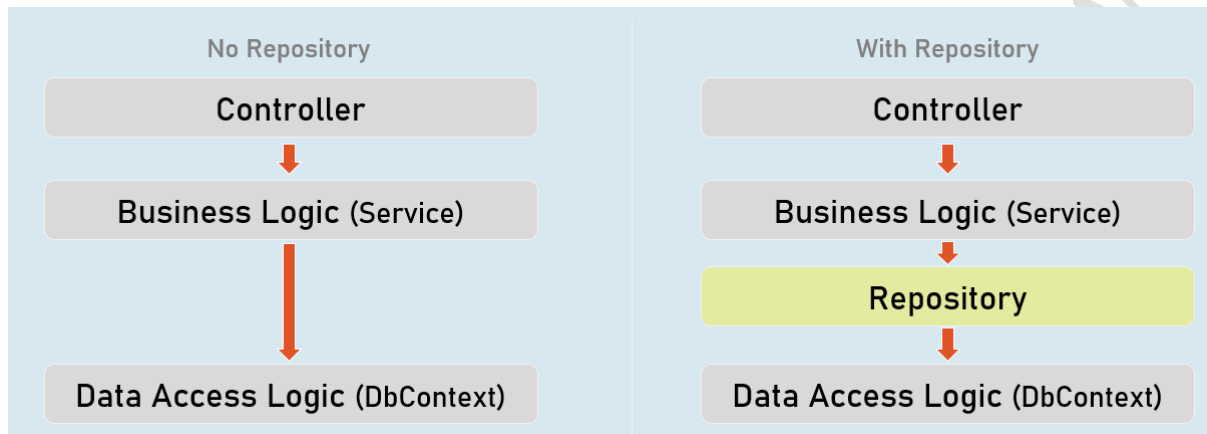 No Repository
Controller
Business Logic (Service)
Data Access Logic (DbContext)
With Repository
Controller
Business Logic (Service)
Repository
Data Access Logic (DbContext)